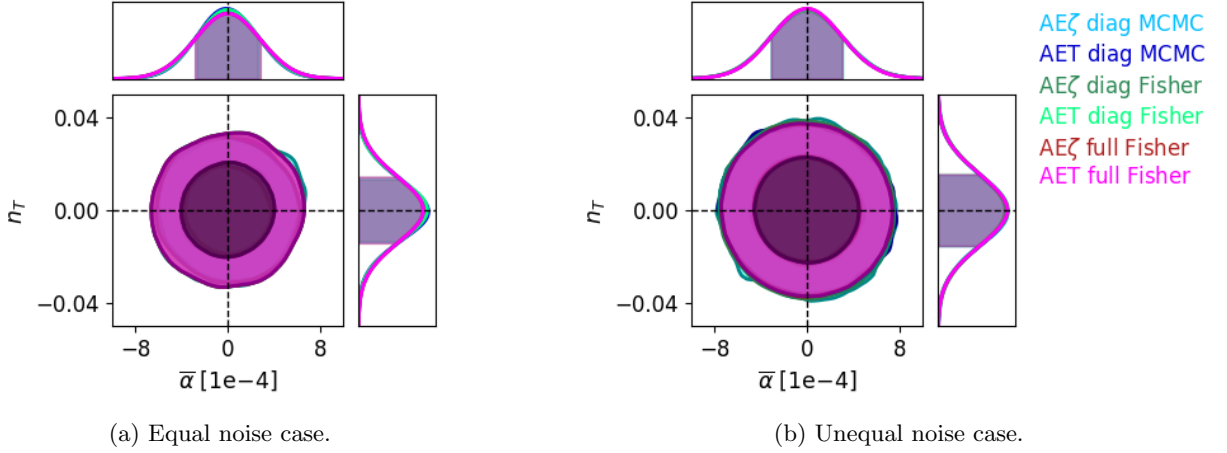 0.04
0.00
−0.04
n_T
−8 0 8
α̅ [1e−4]
(a) Equal noise case.
0.04
0.00
−0.04
n_T
−8 0 8
α̅ [1e−4]
(b) Unequal noise case.
AEζ diag MCMC
AET diag MCMC
AEζ diag Fisher
AET diag Fisher
AEζ full Fisher
AET full Fisher